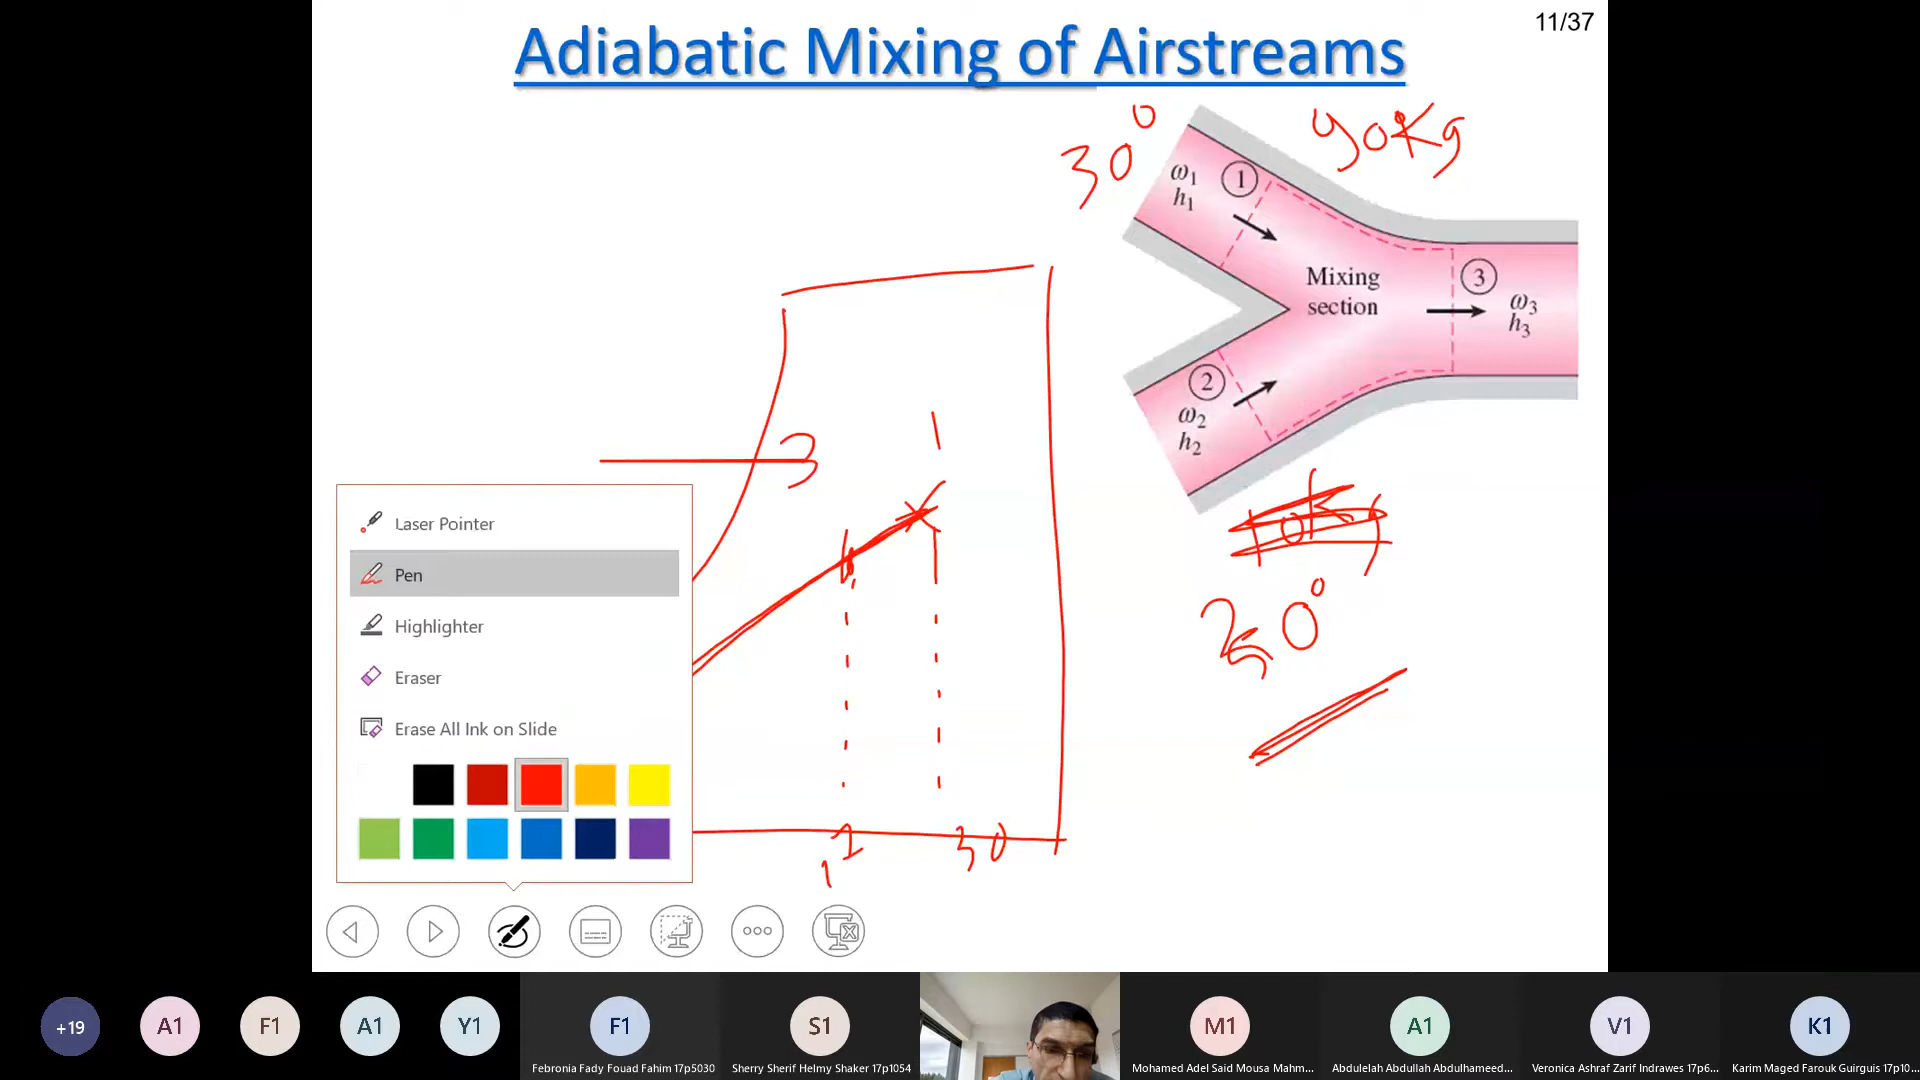 11/37
Adiabatic Mixing of Airstreams
30°
90Kg
ω1
h1
1
Mixing
section
3
ω3
h3
2
ω2
h2
3
1
30
Laser Pointer
Pen
Highlighter
Eraser
Erase All Ink on Slide
+19
A1
F1
A1
Y1
F1
S1
M1
A1
V1
K1
Febronia Fady Fouad Fahim 17p5030
Sherry Sherif Helmy Shaker 17p1054
Mohamed Adel Said Mousa Mahm...
Abdulelah Abdullah Abdulhameed...
Veronica Ashraf Zarif Indrawes 17p6...
Karim Maged Farouk Guirguis 17p10...